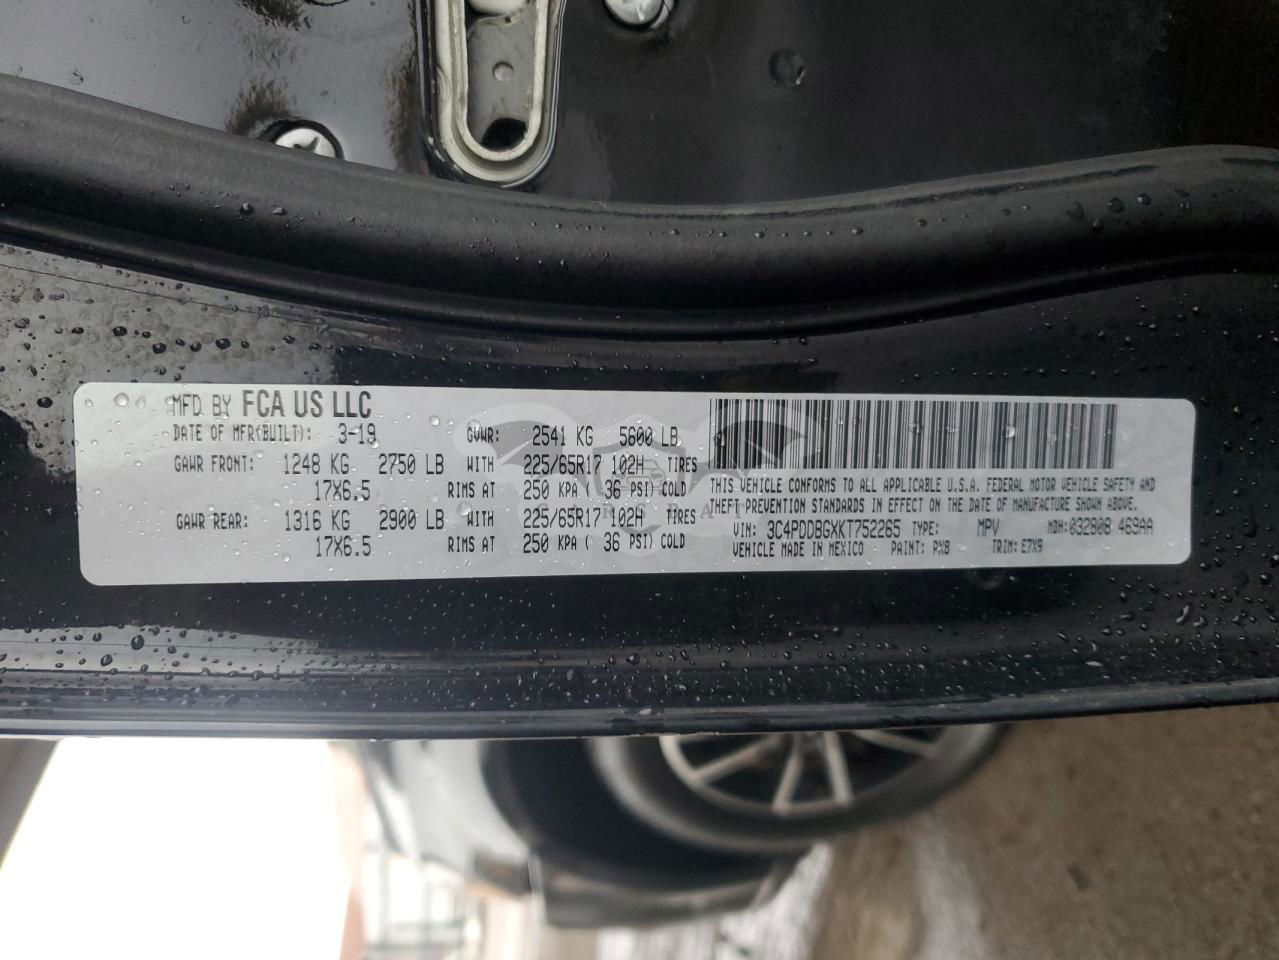 MFD BY FCA US LLC
DATE OF MFR(BUILT): 3-19 GVWR: 2541 KG 5600 LB
GAWR FRONT: 1248 KG 2750 LB WITH 225/65R17 102H TIRES
17X6.5 RIMS AT 250 KPA ( 36 PSI) COLD
GAWR REAR: 1316 KG 2900 LB WITH 225/65R17 102H TIRES
17X6.5 RIMS AT 250 KPA ( 36 PSI) COLD
THIS VEHICLE CONFORMS TO ALL APPLICABLE U.S.A. FEDERAL MOTOR VEHICLE SAFETY AND
THEFT PREVENTION STANDARDS IN EFFECT ON THE DATE OF MANUFACTURE SHOWN ABOVE.
VIN: 3C4PDDBGXKT752265 TYPE: MPV MDH: 032808 469AA
VEHICLE MADE IN MEXICO PAINT: PX8 TRIM: E7X9